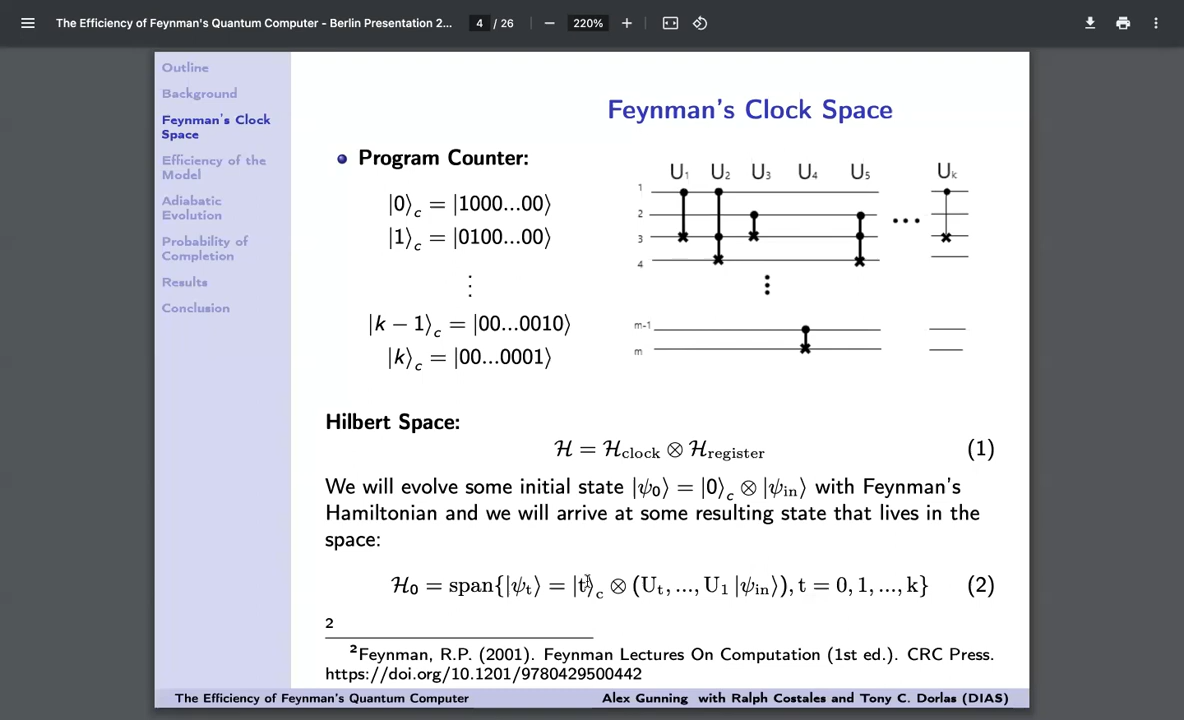 The Efficiency of Feynman's Quantum Computer - Berlin Presentation 2... 4 / 26 220%
Outline
Background
Feynman's Clock
Space
Efficiency of the
Model
Adiabatic
Evolution
Probability of
Completion
Results
Conclusion
Feynman's Clock Space
Program Counter:
|0⟩c = |1000...00⟩
|1⟩c = |0100...00⟩
⋮
|k − 1⟩c = |00...0010⟩
|k⟩c = |00...0001⟩
U1 U2 U3 U4 U5 Uk
1
2
3
4
m-1
m
Hilbert Space:
ℋ = ℋclock ⊗ ℋregister (1)
We will evolve some initial state |ψ0⟩ = |0⟩c ⊗ |ψin⟩ with Feynman's
Hamiltonian and we will arrive at some resulting state that lives in the
space:
ℋ0 = span{|ψt⟩ = |t⟩c ⊗ (Ut, ..., U1 |ψin⟩), t = 0, 1, ..., k} (2)
2
2Feynman, R.P. (2001). Feynman Lectures On Computation (1st ed.). CRC Press.
https://doi.org/10.1201/9780429500442
The Efficiency of Feynman's Quantum Computer Alex Gunning with Ralph Costales and Tony C. Dorlas (DIAS)